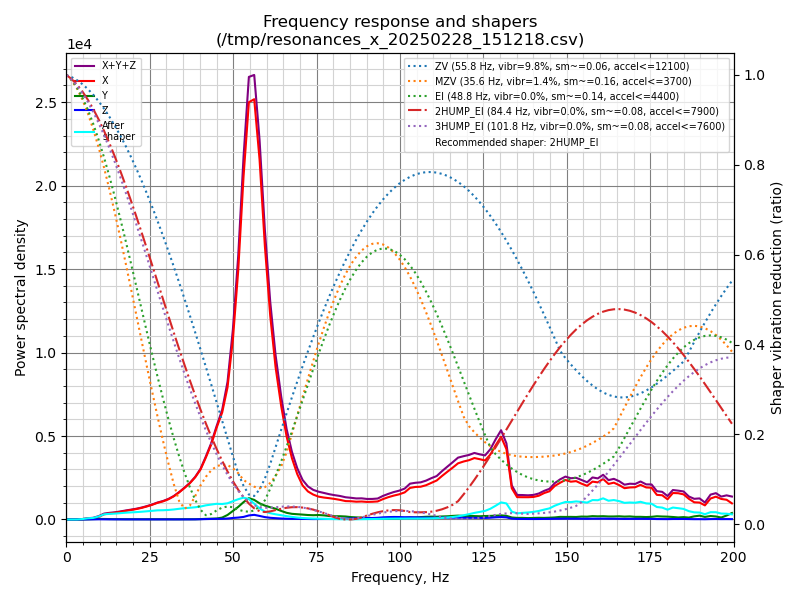 Frequency response and shapers
(/tmp/resonances_x_20250228_151218.csv)
1e4
X+Y+Z
X
Y
Z
After
shaper
ZV (55.8 Hz, vibr=9.8%, sm~=0.06, accel<=12100)
MZV (35.6 Hz, vibr=1.4%, sm~=0.16, accel<=3700)
EI (48.8 Hz, vibr=0.0%, sm~=0.14, accel<=4400)
2HUMP_EI (84.4 Hz, vibr=0.0%, sm~=0.08, accel<=7900)
3HUMP_EI (101.8 Hz, vibr=0.0%, sm~=0.08, accel<=7600)
Recommended shaper: 2HUMP_EI
Power spectral density
2.5
2.0
1.5
1.0
0.5
0.0
1.0
0.8
0.6
0.4
0.2
0.0
Shaper vibration reduction (ratio)
0 25 50 75 100 125 150 175 200
Frequency, Hz